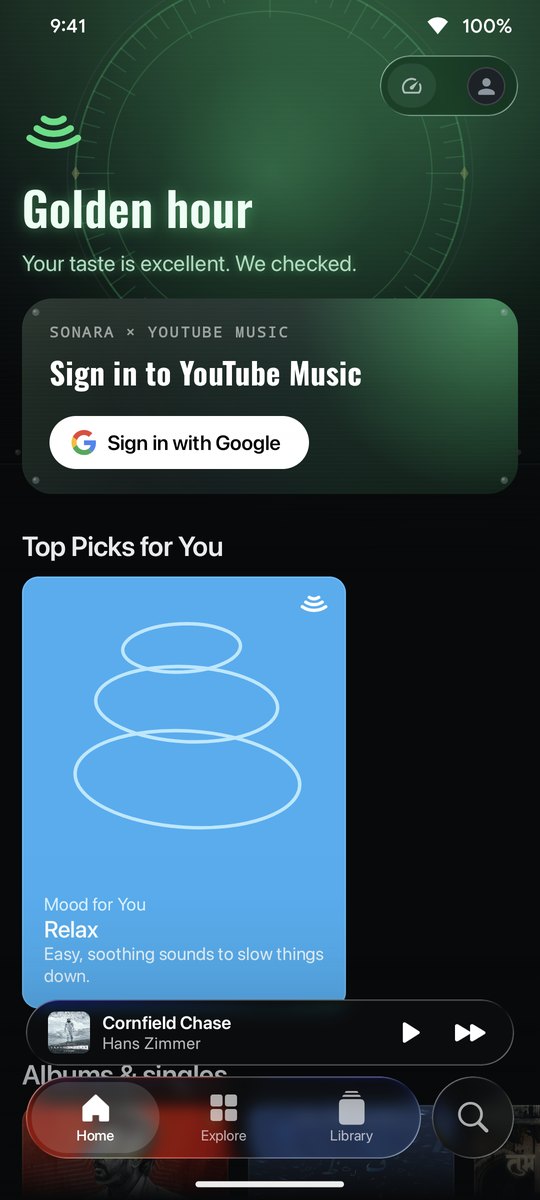 9:41
100%
Golden hour
Your taste is excellent. We checked.
SONARA × YOUTUBE MUSIC
Sign in to YouTube Music
Sign in with Google
Top Picks for You
Mood for You
Relax
Easy, soothing sounds to slow things
down.
Cornfield Chase
Hans Zimmer
Albums & singles
Home
Explore
Library